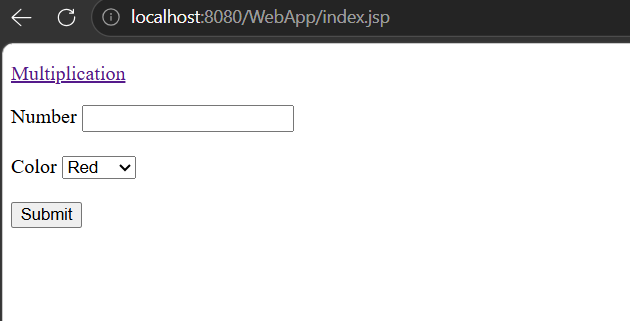 localhost:8080/WebApp/index.jsp
Multiplication
Number
Color Red
Submit